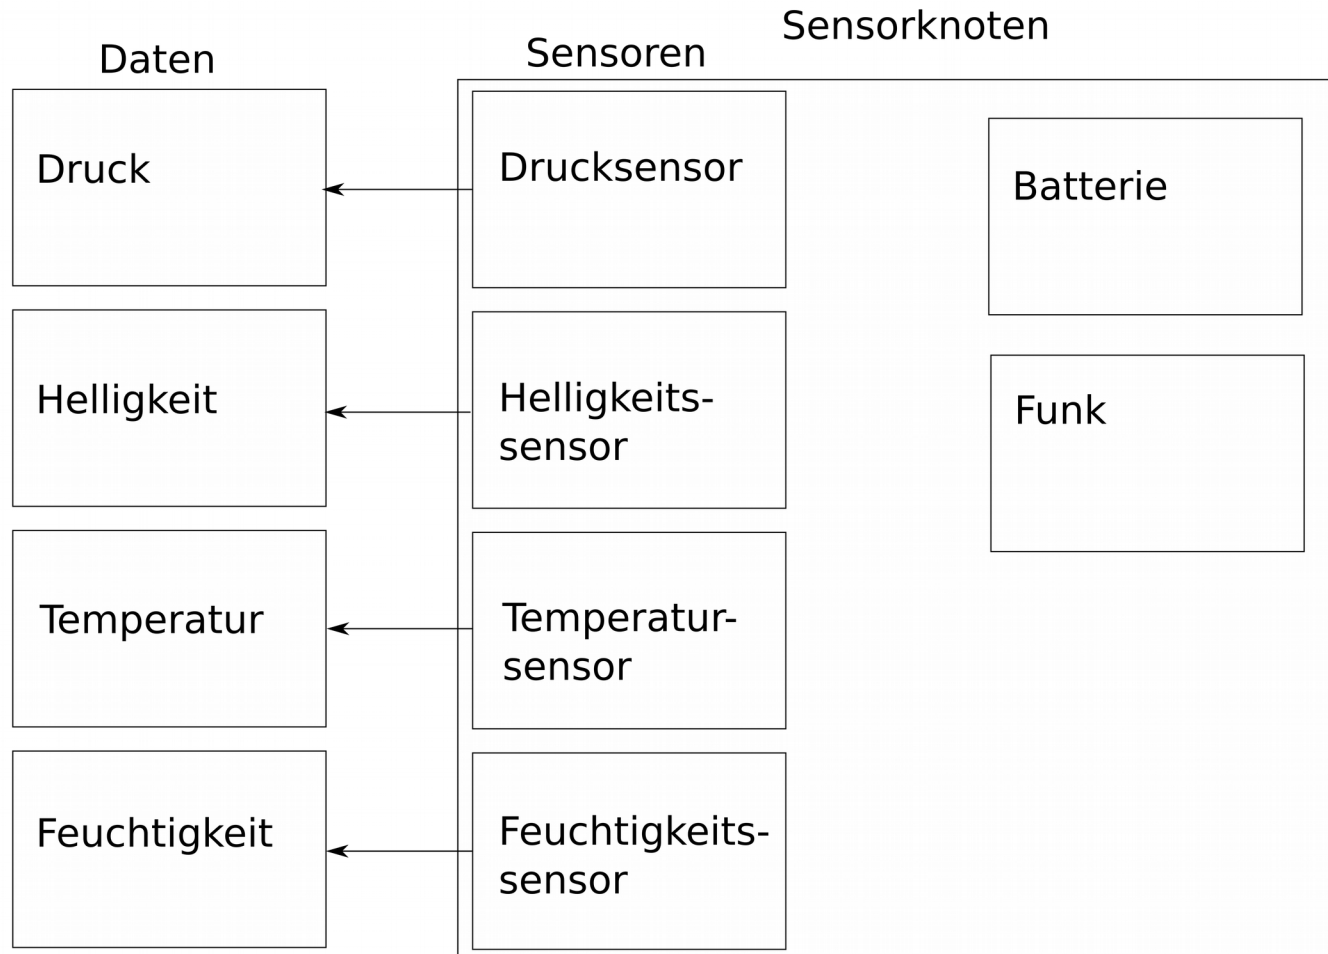 Sensorknoten
Daten
Sensoren
Druck
Drucksensor
Batterie
Helligkeit
Helligkeits-
sensor
Funk
Temperatur
Temperatur-
sensor
Feuchtigkeit
Feuchtigkeits-
sensor